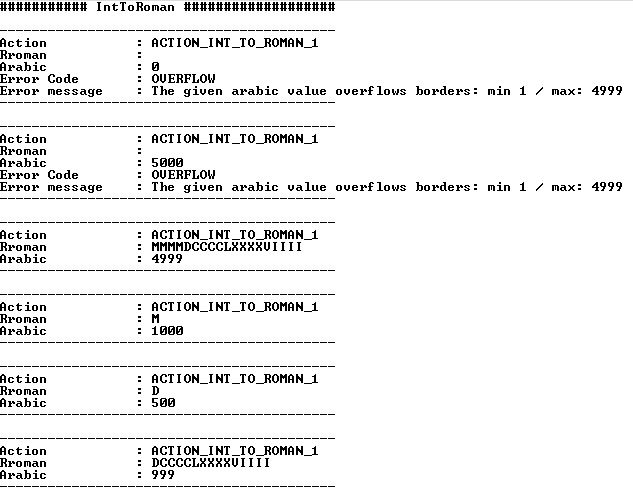 ########### IntToRoman ###################
------------------------------------------
Action : ACTION_INT_TO_ROMAN_1
Rroman :
Arabic : 0
Error Code : OVERFLOW
Error message : The given arabic value overflows borders: min 1 / max: 4999
------------------------------------------
------------------------------------------
Action : ACTION_INT_TO_ROMAN_1
Rroman :
Arabic : 5000
Error Code : OVERFLOW
Error message : The given arabic value overflows borders: min 1 / max: 4999
------------------------------------------
------------------------------------------
Action : ACTION_INT_TO_ROMAN_1
Rroman : MMMMDCCCCLXXXXVIIII
Arabic : 4999
------------------------------------------
------------------------------------------
Action : ACTION_INT_TO_ROMAN_1
Rroman : M
Arabic : 1000
------------------------------------------
------------------------------------------
Action : ACTION_INT_TO_ROMAN_1
Rroman : D
Arabic : 500
------------------------------------------
------------------------------------------
Action : ACTION_INT_TO_ROMAN_1
Rroman : DCCCCLXXXXVIIII
Arabic : 999
------------------------------------------